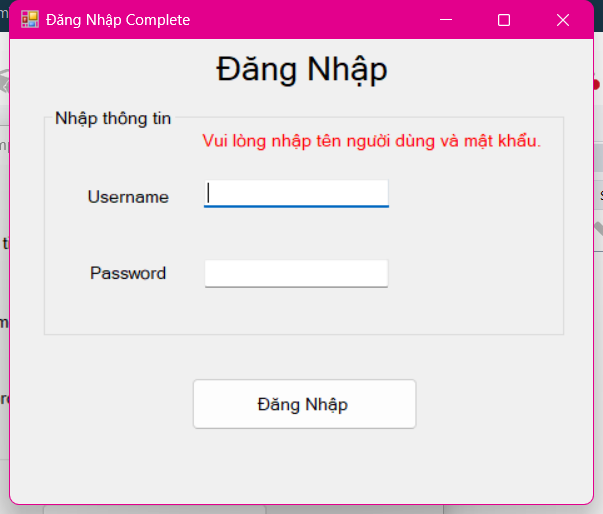 Đăng Nhập Complete
Đăng Nhập
Nhập thông tin
Vui lòng nhập tên người dùng và mật khẩu.
Username
Password
Đăng Nhập